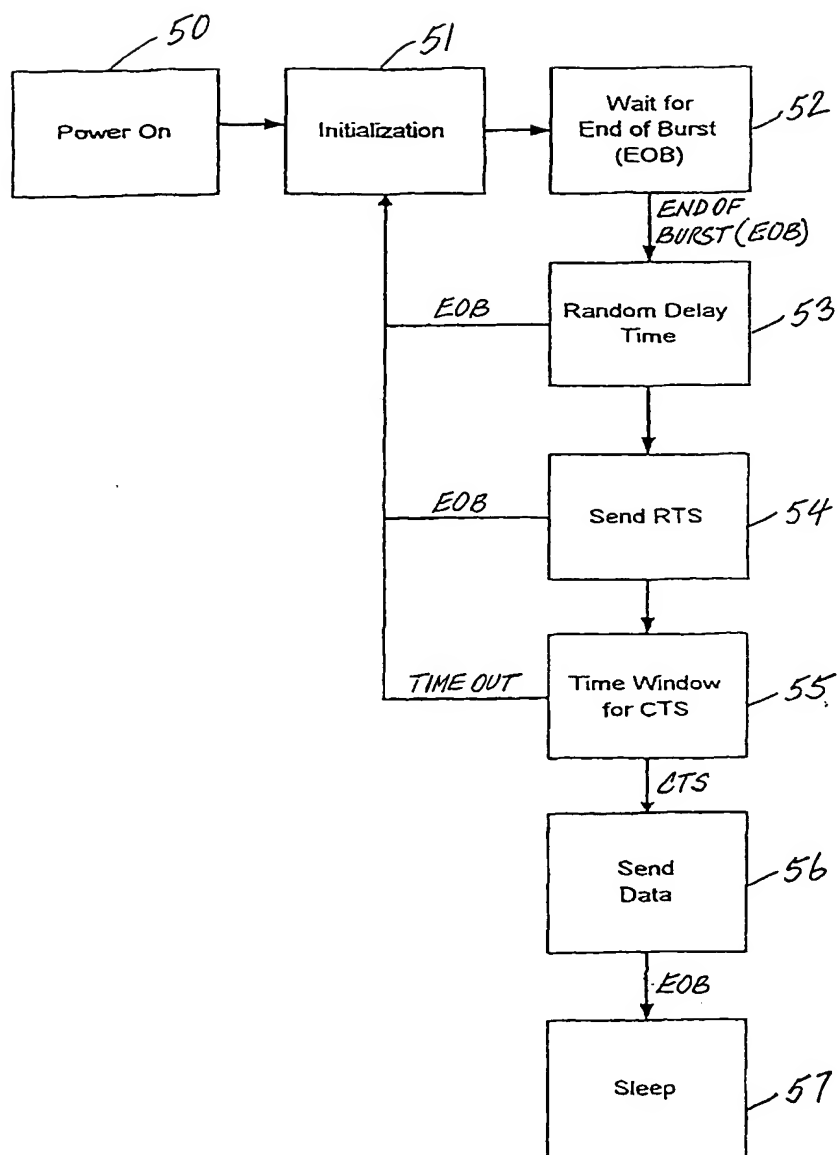 50
51
Power On
Initialization
Wait for
End of Burst
(EOB)
52
END OF
BURST (EOB)
EOB
Random Delay
Time
53
EOB
Send RTS
54
TIME OUT
Time Window
for CTS
55
CTS
Send
Data
56
EOB
Sleep
57